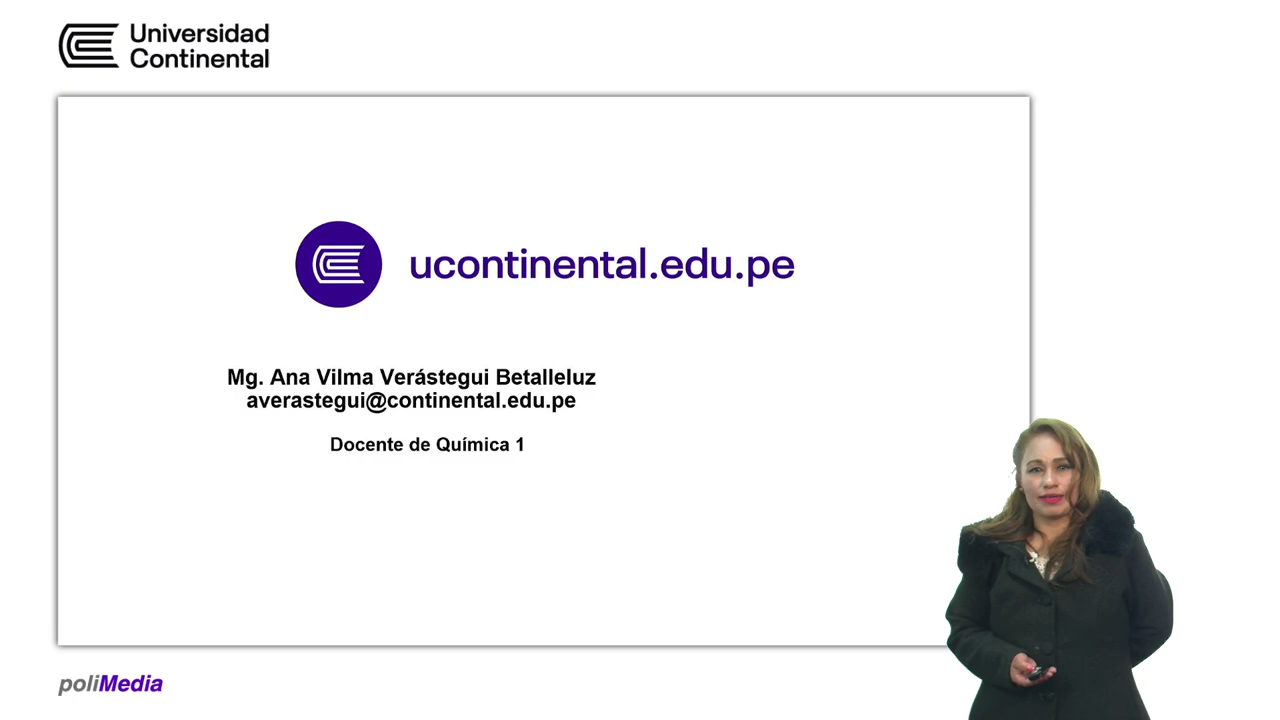 Universidad
Continental
ucontinental.edu.pe
Mg. Ana Vilma Verástegui Betalleluz
averastegui@continental.edu.pe
Docente de Química 1
poliMedia